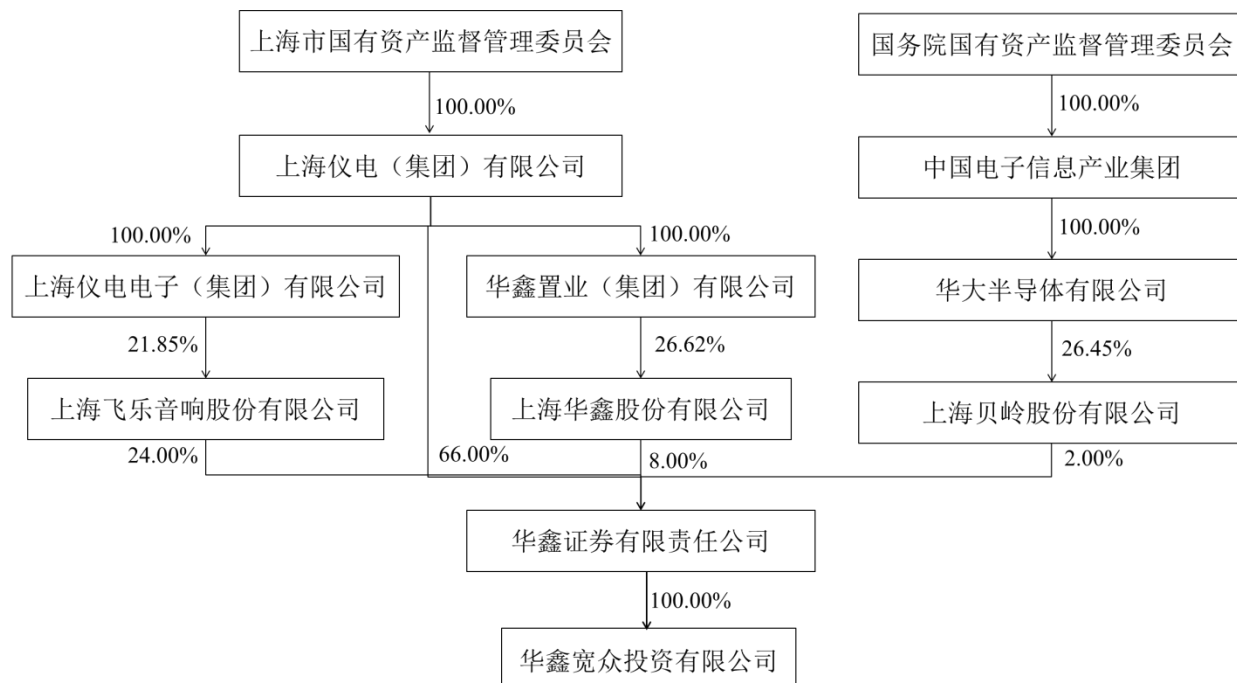 上海市国有资产监督管理委员会
国务院国有资产监督管理委员会
100.00%
100.00%
上海仪电（集团）有限公司
中国电子信息产业集团
100.00%
100.00%
100.00%
上海仪电电子（集团）有限公司
华鑫置业（集团）有限公司
华大半导体有限公司
21.85%
26.62%
26.45%
上海飞乐音响股份有限公司
上海华鑫股份有限公司
上海贝岭股份有限公司
24.00%
66.00%
8.00%
2.00%
华鑫证券有限责任公司
100.00%
华鑫宽众投资有限公司